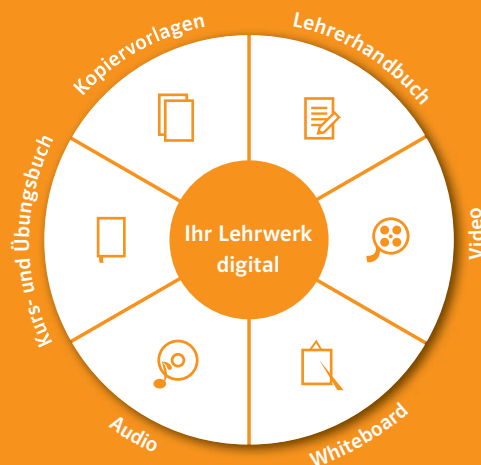 Kopiervorlagen
Lehrerhandbuch
Kurs- und Übungsbuch
Ihr Lehrwerk
digital
Video
Audio
Whiteboard